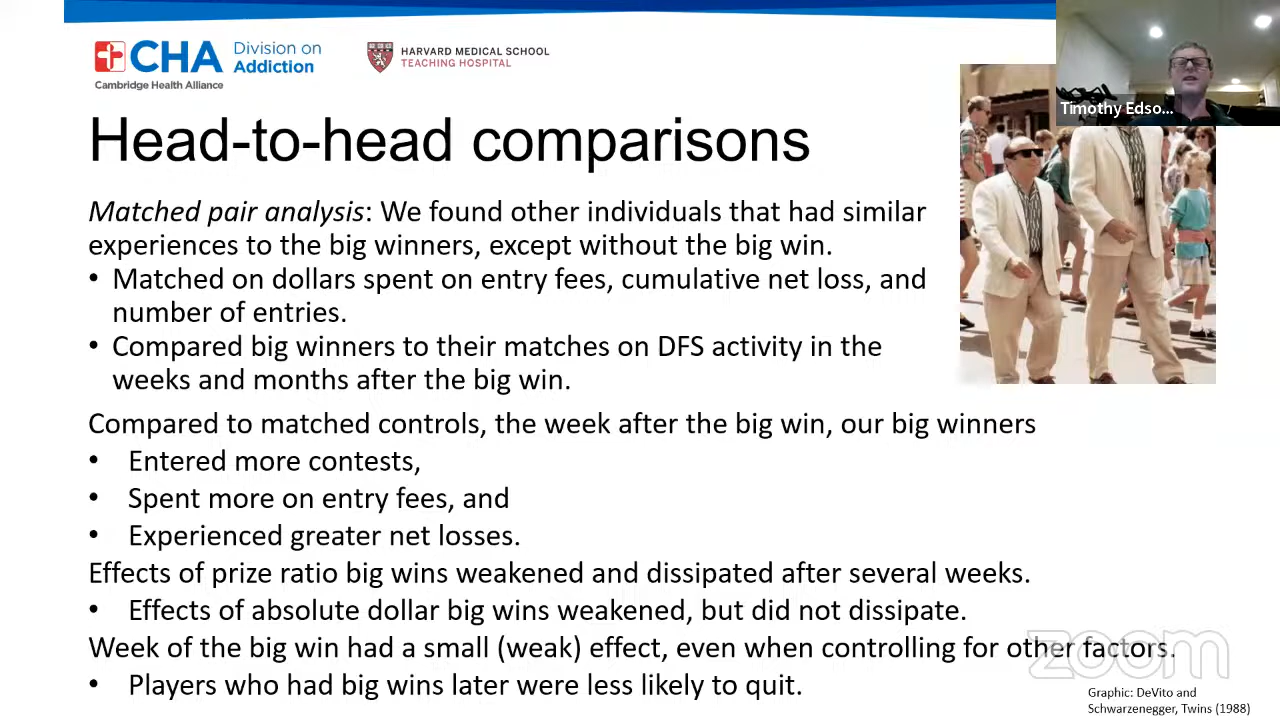 CHA
Cambridge Health Alliance
Division on
Addiction
HARVARD MEDICAL SCHOOL
TEACHING HOSPITAL
Timothy Edso...
Head-to-head comparisons
Matched pair analysis: We found other individuals that had similar
experiences to the big winners, except without the big win.
• Matched on dollars spent on entry fees, cumulative net loss, and
number of entries.
• Compared big winners to their matches on DFS activity in the
weeks and months after the big win.
Compared to matched controls, the week after the big win, our big winners
• Entered more contests,
• Spent more on entry fees, and
• Experienced greater net losses.
Effects of prize ratio big wins weakened and dissipated after several weeks.
• Effects of absolute dollar big wins weakened, but did not dissipate.
Week of the big win had a small (weak) effect, even when controlling for other factors.
• Players who had big wins later were less likely to quit.
zoom
Graphic: DeVito and
Schwarzenegger, Twins (1988)